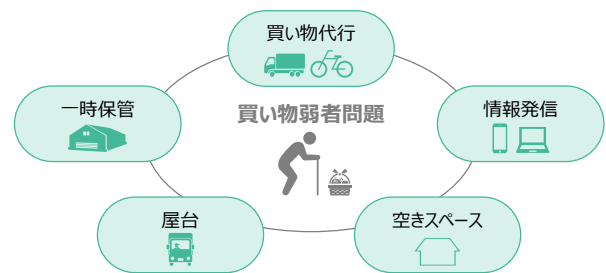 買い物代行
一時保管
買い物弱者問題
情報発信
屋台
空きスペース